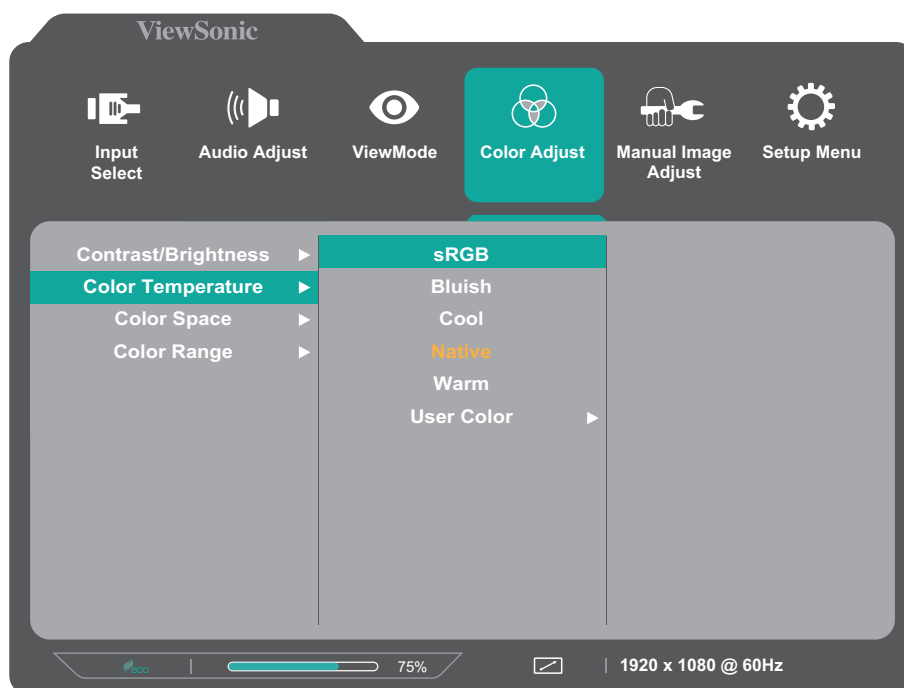 ViewSonic
Input
Select
Audio Adjust
ViewMode
Color Adjust
Manual Image
Adjust
Setup Menu
Contrast/Brightness
Color Temperature
Color Space
Color Range
sRGB
Bluish
Cool
Native
Warm
User Color
eco
75%
1920 x 1080 @ 60Hz